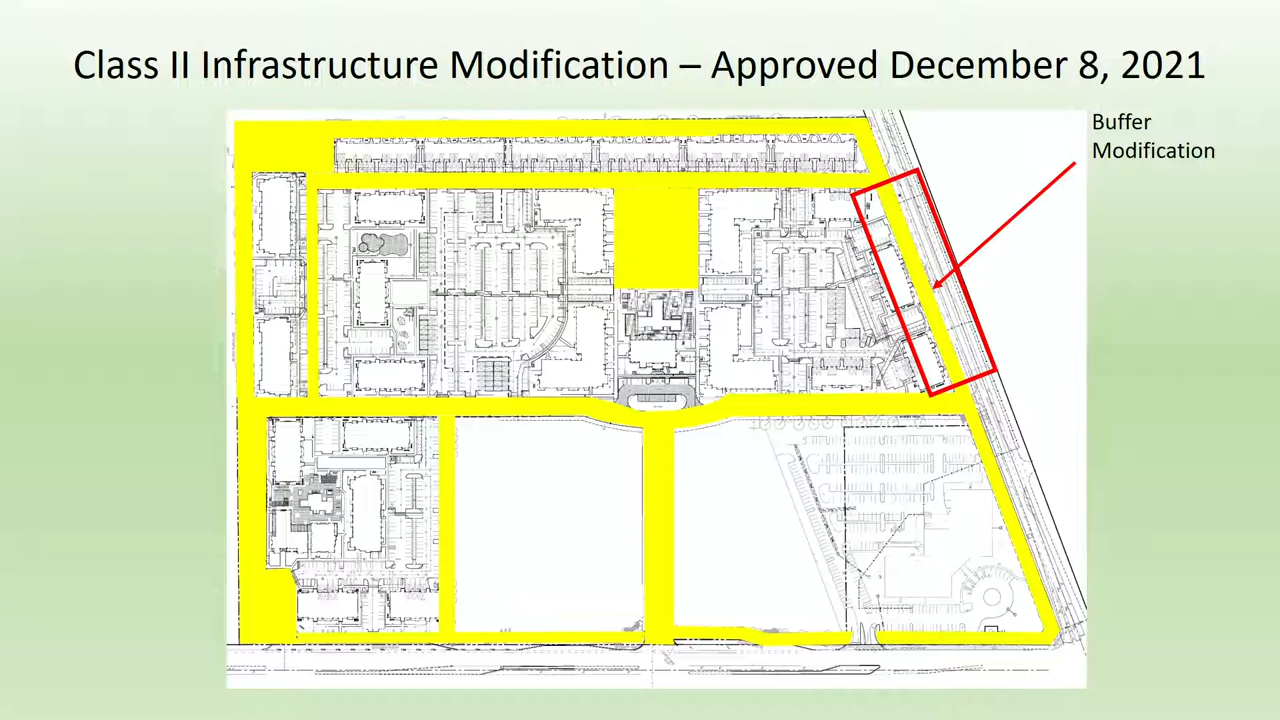 Class II Infrastructure Modification – Approved December 8, 2021
Buffer
Modification